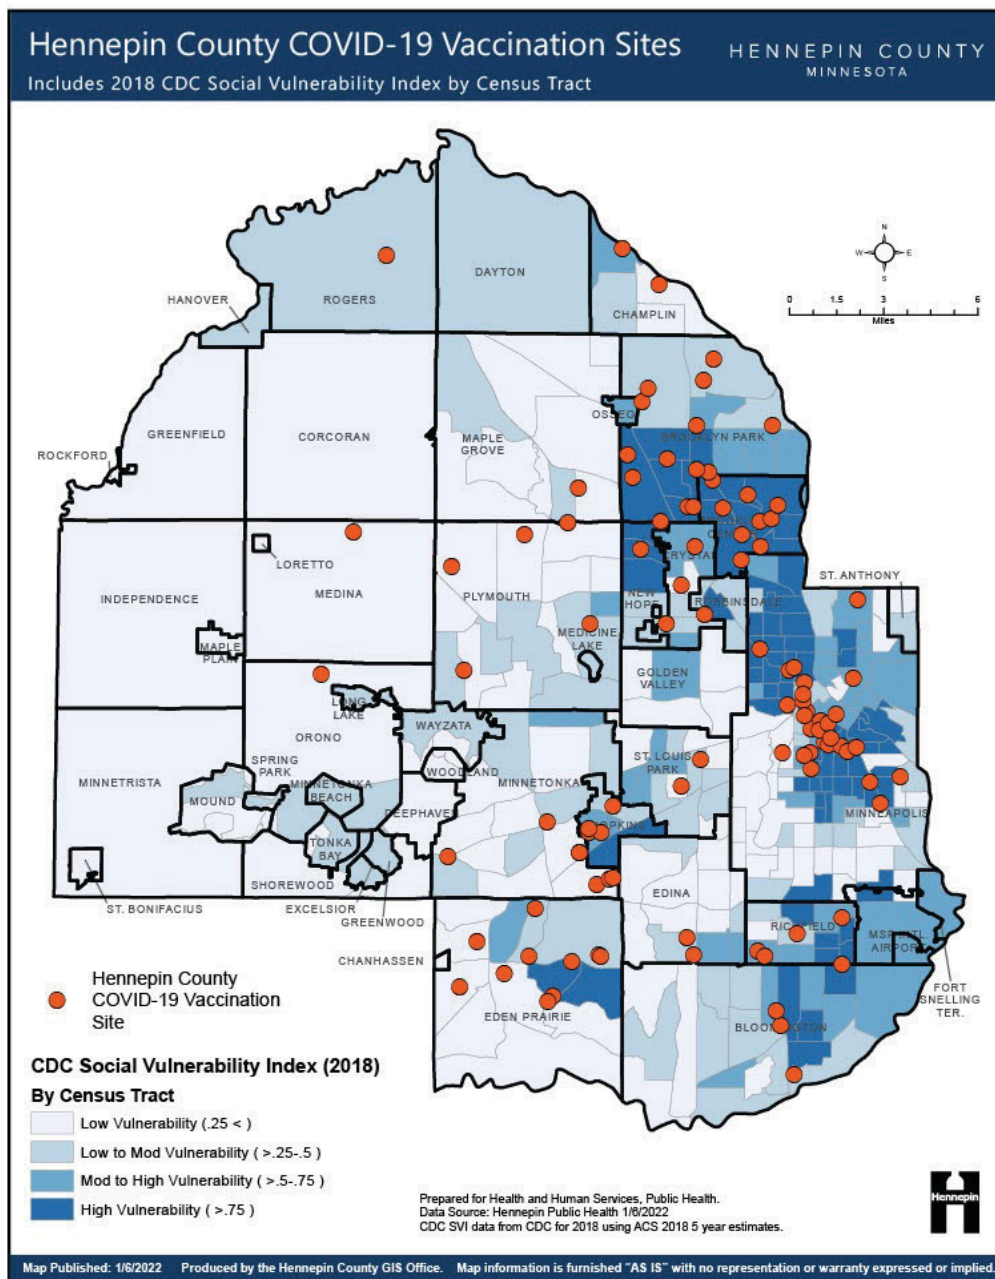 Hennepin County COVID-19 Vaccination Sites
Includes 2018 CDC Social Vulnerability Index by Census Tract
HENNEPIN COUNTY
MINNESOTA
N
W
E
S
0 1.5 3 6
Miles
DAYTON
HANOVER
ROGERS
CHAMPLIN
OSSEO
BROOKLYN PARK
GREENFIELD
CORCORAN
MAPLE
GROVE
ROCKFORD
CRYSTAL
ST. ANTHONY
LORETTO
INDEPENDENCE
MEDINA
PLYMOUTH
NEW
HOPE
ROBBINSDALE
MAPLE
PLAIN
MEDICINE
LAKE
GOLDEN
VALLEY
LONG
LAKE
ORONO
WAYZATA
WOODLAND
MINNETRISTA
SPRING
PARK
MINNETONKA
BEACH
MINNETONKA
ST. LOUIS
PARK
MOUND
DEEPHAVEN
HOPKINS
MINNEAPOLIS
TONKA
BAY
SHOREWOOD
EDINA
ST. BONIFACIUS
EXCELSIOR
GREENWOOD
RICHFIELD
MSP INTL.
AIRPORT
CHANHASSEN
FORT
SNELLING
TER.
EDEN PRAIRIE
BLOOMINGTON
Hennepin County
COVID-19 Vaccination
Site
CDC Social Vulnerability Index (2018)
By Census Tract
Low Vulnerability (.25 < )
Low to Mod Vulnerability ( >.25-.5 )
Mod to High Vulnerability ( >.5-.75 )
High Vulnerability ( >.75 )
Prepared for Health and Human Services, Public Health.
Data Source: Hennepin Public Health 1/6/2022
CDC SVI data from CDC for 2018 using ACS 2018 5 year estimates.
Hennepin
Map Published: 1/6/2022 Produced by the Hennepin County GIS Office. Map information is furnished "AS IS" with no representation or warranty expressed or implied.